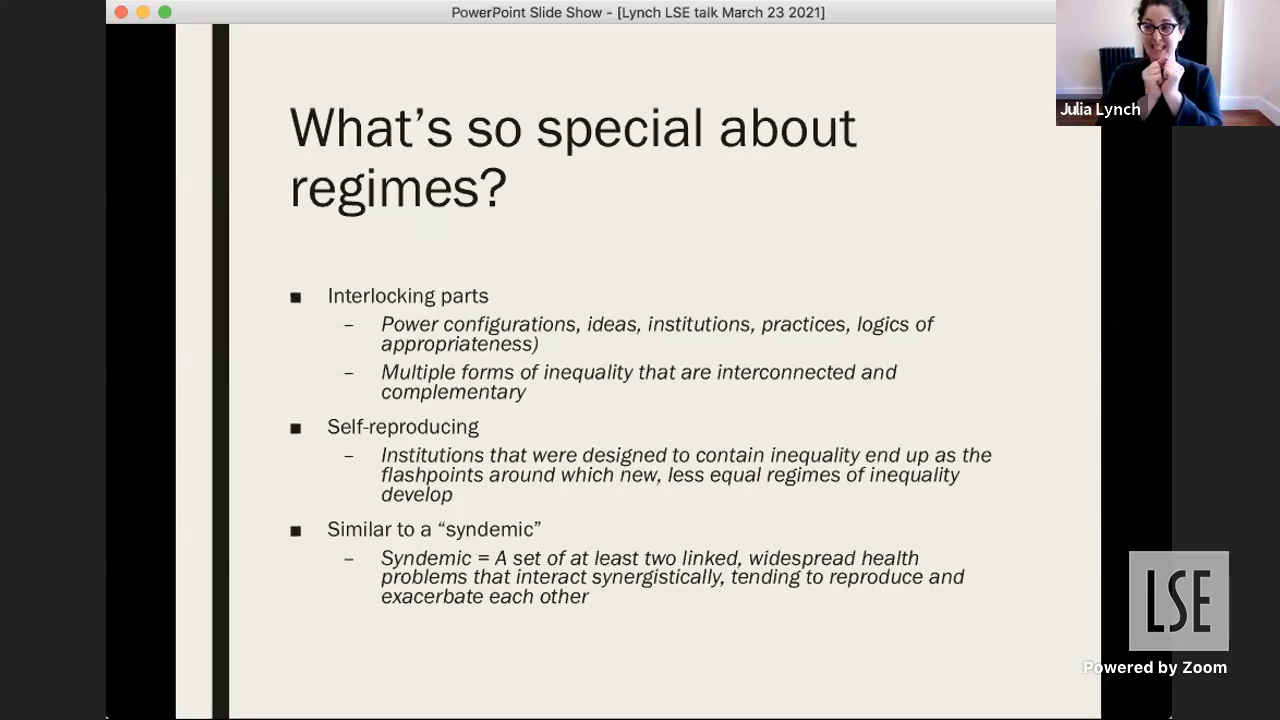 PowerPoint Slide Show - [Lynch LSE talk March 23 2021]
Julia Lynch
What's so special about
regimes?
■ Interlocking parts
– Power configurations, ideas, institutions, practices, logics of
appropriateness)
– Multiple forms of inequality that are interconnected and
complementary
■ Self-reproducing
– Institutions that were designed to contain inequality end up as the
flashpoints around which new, less equal regimes of inequality
develop
■ Similar to a “syndemic”
– Syndemic = A set of at least two linked, widespread health
problems that interact synergistically, tending to reproduce and
exacerbate each other
LSE
Powered by Zoom